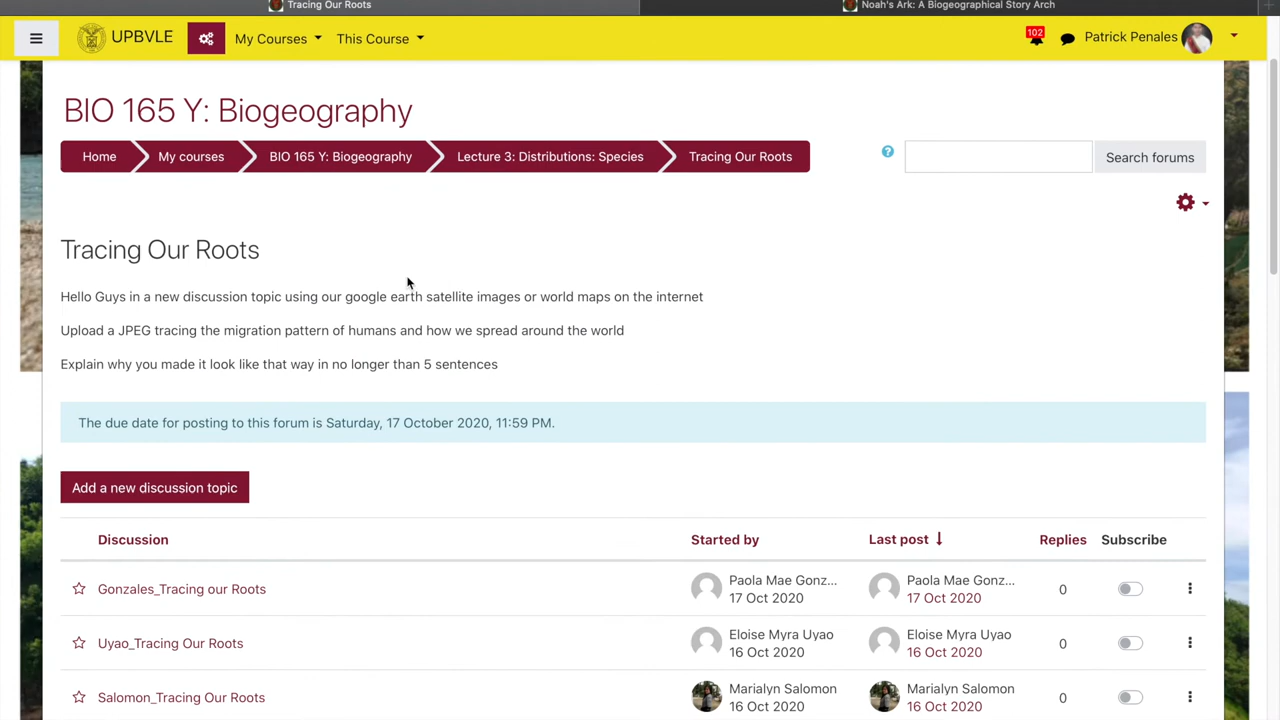 Tracing Our Roots
Noah's Ark: A Biogeographical Story Arch
UPBVLE
My Courses
This Course
102
Patrick Penales
BIO 165 Y: Biogeography
Home
My courses
BIO 165 Y: Biogeography
Lecture 3: Distributions: Species
Tracing Our Roots
?
Search forums
Tracing Our Roots
Hello Guys in a new discussion topic using our google earth satellite images or world maps on the internet
Upload a JPEG tracing the migration pattern of humans and how we spread around the world
Explain why you made it look like that way in no longer than 5 sentences
The due date for posting to this forum is Saturday, 17 October 2020, 11:59 PM.
Add a new discussion topic
Discussion
Started by
Last post
Replies
Subscribe
Gonzales_Tracing our Roots
Paola Mae Gonz...
17 Oct 2020
Paola Mae Gonz...
17 Oct 2020
0
Uyao_Tracing Our Roots
Eloise Myra Uyao
16 Oct 2020
Eloise Myra Uyao
16 Oct 2020
0
Salomon_Tracing Our Roots
Marialyn Salomon
16 Oct 2020
Marialyn Salomon
16 Oct 2020
0